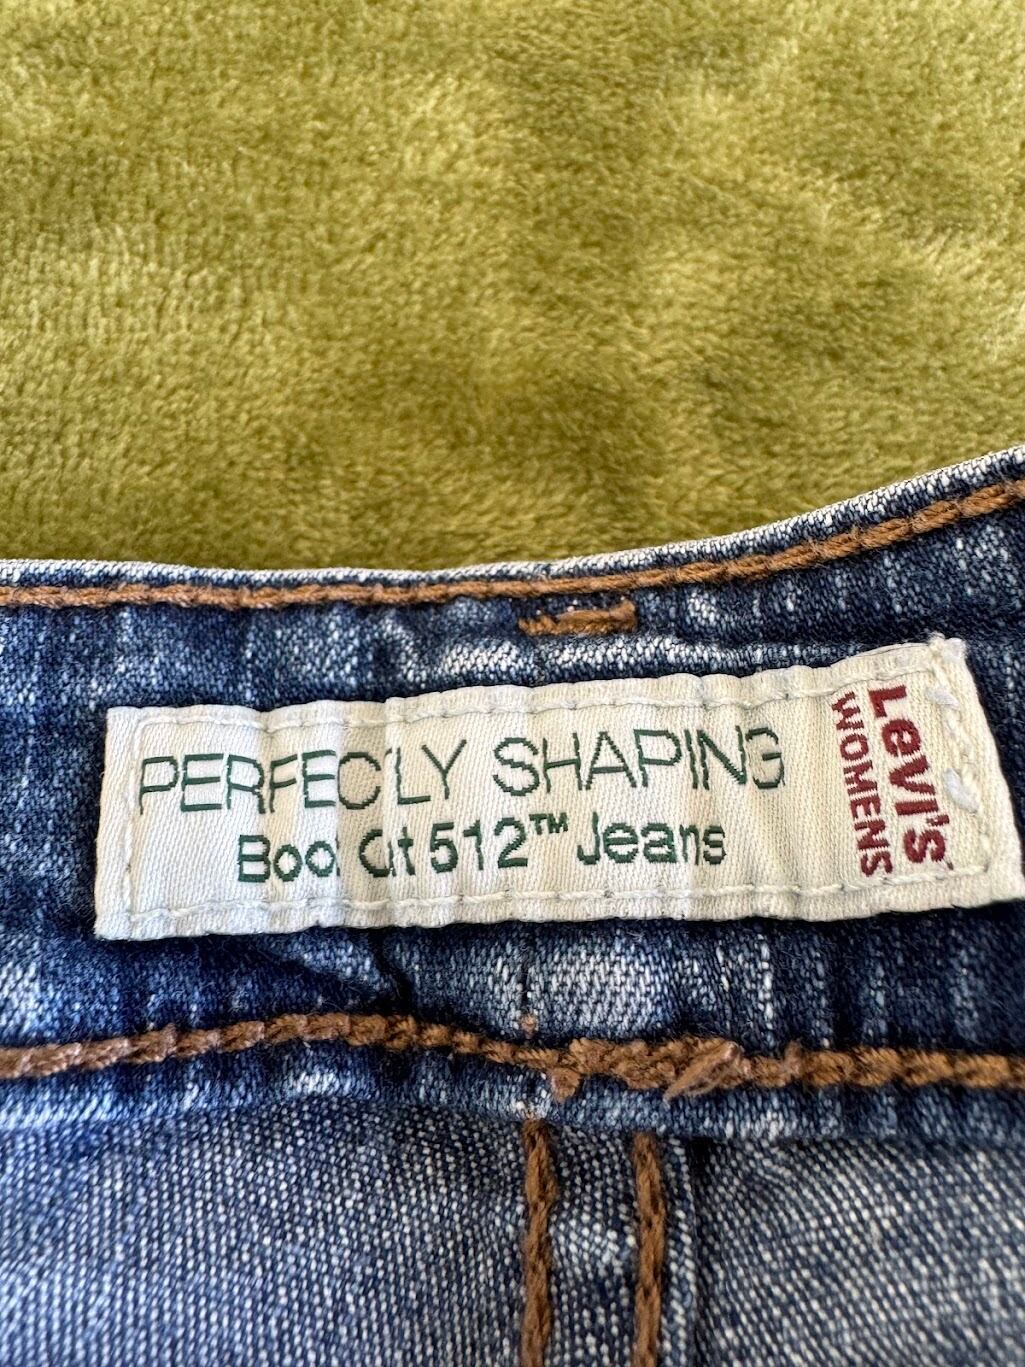 PERFECTLY SHAPING
Boot Cut 512™ Jeans
Levi's
WOMENS